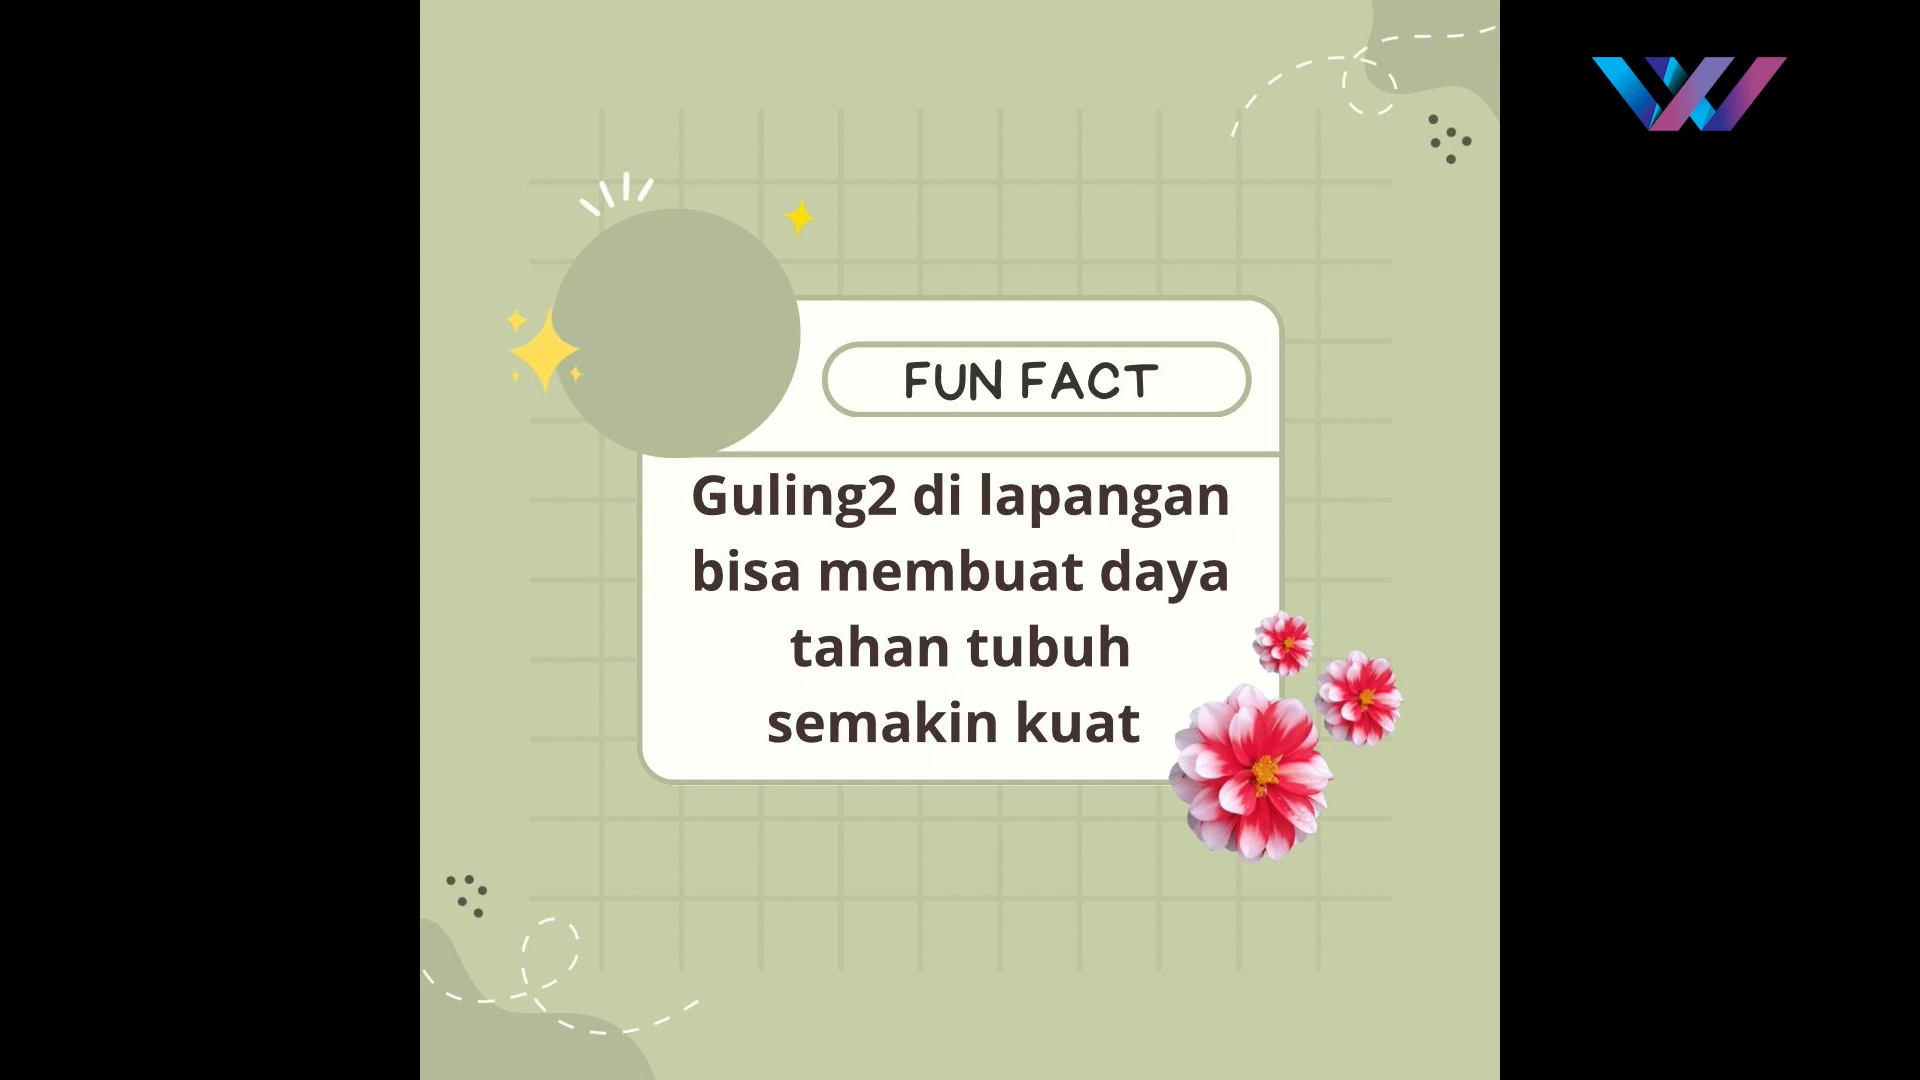 FUN FACT
Guling2 di lapangan
bisa membuat daya
tahan tubuh
semakin kuat